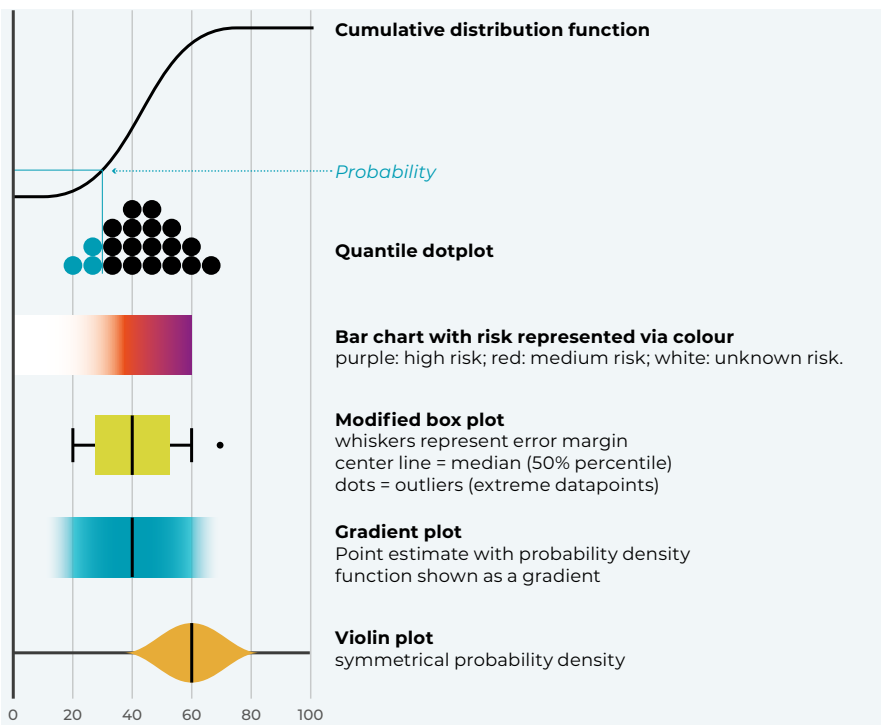 Cumulative distribution function
Probability
Quantile dotplot
Bar chart with risk represented via colour
purple: high risk; red: medium risk; white: unknown risk.
Modified box plot
whiskers represent error margin
center line = median (50% percentile)
dots = outliers (extreme datapoints)
Gradient plot
Point estimate with probability density
function shown as a gradient
Violin plot
symmetrical probability density
0 20 40 60 80 100